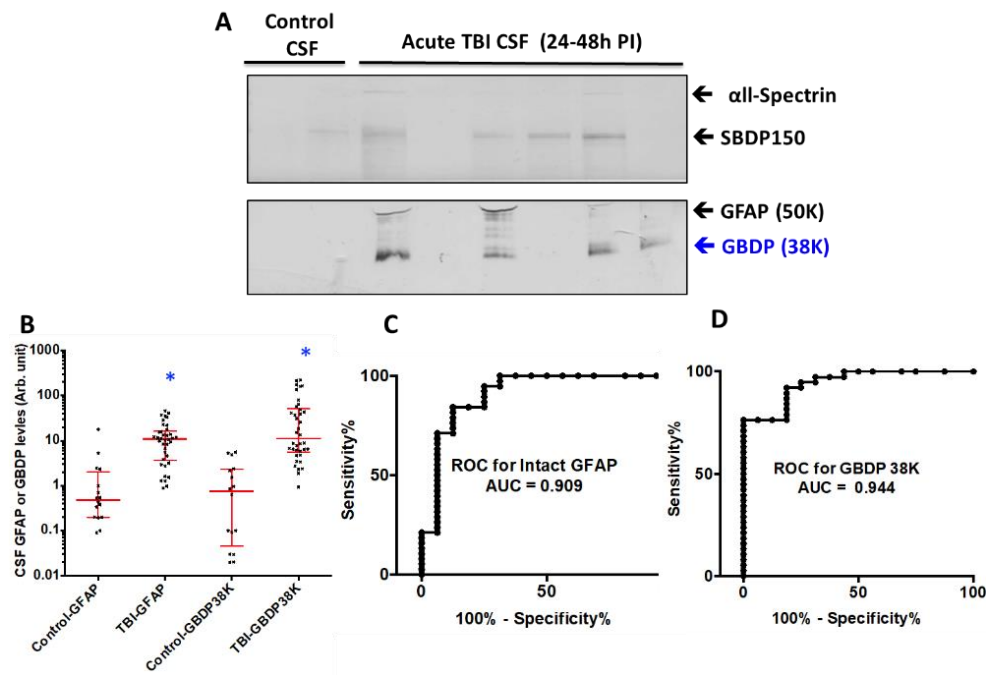 A
Control
CSF
Acute TBI CSF (24-48h PI)
αII-Spectrin
SBDP150
GFAP (50K)
GBDP (38K)
B
CSF GFAP or GBDP levles (Arb. unit)
1000
100
10
1
0.1
0.01
*
*
Control-GFAP
TBI-GFAP
Control-GBDP38K
TBI-GBDP38K
C
Sensitivity%
100
50
0
ROC for Intact GFAP
AUC = 0.909
0
50
100% - Specificity%
D
Sensitivity%
100
50
0
ROC for GBDP 38K
AUC = 0.944
0
50
100
100% - Specificity%